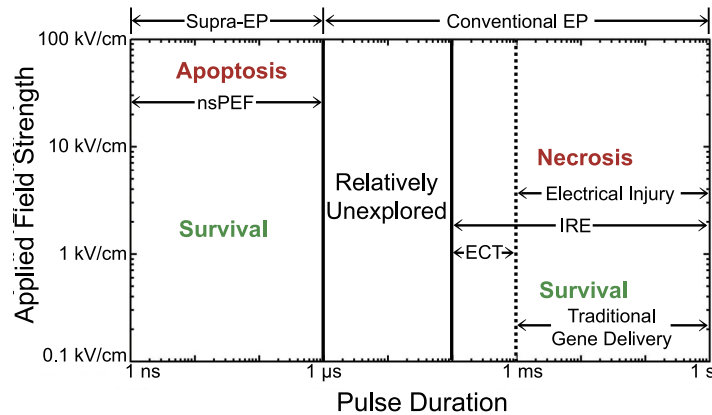 Supra-EP
Conventional EP
100 kV/cm
10 kV/cm
1 kV/cm
0.1 kV/cm
Applied Field Strength
Apoptosis
nsPEF
Survival
Relatively
Unexplored
Necrosis
Electrical Injury
IRE
ECT
Survival
Traditional
Gene Delivery
1 ns
1 µs
1 ms
1 s
Pulse Duration